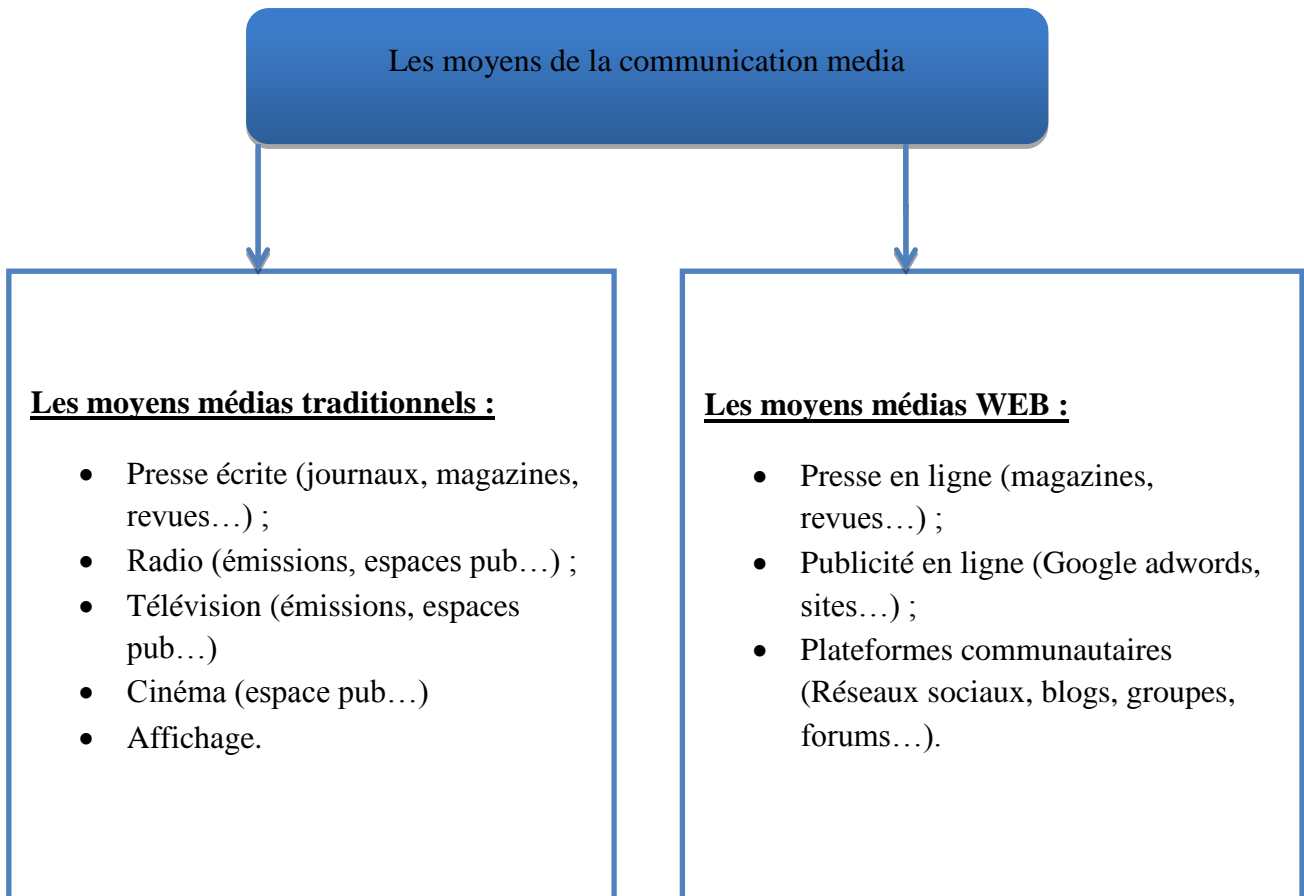 Les moyens de la communication media
Les moyens médias traditionnels :
• Presse écrite (journaux, magazines,
revues…) ;
• Radio (émissions, espaces pub…) ;
• Télévision (émissions, espaces
pub…)
• Cinéma (espace pub…)
• Affichage.
Les moyens médias WEB :
• Presse en ligne (magazines,
revues…) ;
• Publicité en ligne (Google adwords,
sites…) ;
• Plateformes communautaires
(Réseaux sociaux, blogs, groupes,
forums…).